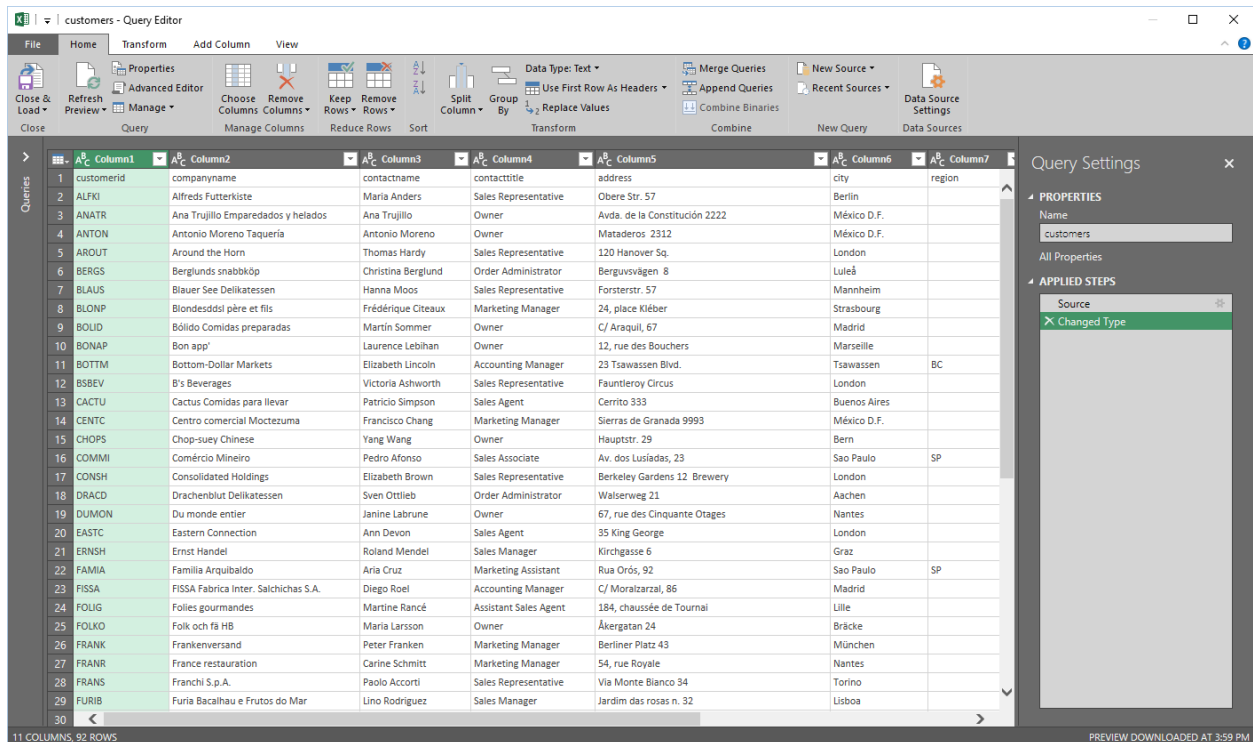 customers - Query Editor
File Home Transform Add Column View
Close & Load
Refresh Preview
Properties
Advanced Editor
Manage
Choose Columns
Remove Columns
Keep Rows
Remove Rows
Split Column
Group By
Data Type: Text
Use First Row As Headers
Replace Values
Merge Queries
Append Queries
Combine Binaries
New Source
Recent Sources
Data Source Settings
Close Query Manage Columns Reduce Rows Sort Transform Combine New Query Data Sources
Queries
Column1 Column2 Column3 Column4 Column5 Column6 Column7
1 customerid companyname contactname contacttitle address city region
2 ALFKI Alfreds Futterkiste Maria Anders Sales Representative Obere Str. 57 Berlin
3 ANATR Ana Trujillo Emparedados y helados Ana Trujillo Owner Avda. de la Constitución 2222 México D.F.
4 ANTON Antonio Moreno Taquería Antonio Moreno Owner Mataderos 2312 México D.F.
5 AROUT Around the Horn Thomas Hardy Sales Representative 120 Hanover Sq. London
6 BERGS Berglunds snabbköp Christina Berglund Order Administrator Berguvsvägen 8 Luleå
7 BLAUS Blauer See Delikatessen Hanna Moos Sales Representative Forsterstr. 57 Mannheim
8 BLONP Blondesddsl père et fils Frédérique Citeaux Marketing Manager 24, place Kléber Strasbourg
9 BOLID Bólido Comidas preparadas Martín Sommer Owner C/ Araquil, 67 Madrid
10 BONAP Bon app' Laurence Lebihan Owner 12, rue des Bouchers Marseille
11 BOTTM Bottom-Dollar Markets Elizabeth Lincoln Accounting Manager 23 Tsawassen Blvd. Tsawassen BC
12 BSBEV B's Beverages Victoria Ashworth Sales Representative Fauntleroy Circus London
13 CACTU Cactus Comidas para llevar Patricio Simpson Sales Agent Cerrito 333 Buenos Aires
14 CENTC Centro comercial Moctezuma Francisco Chang Marketing Manager Sierras de Granada 9993 México D.F.
15 CHOPS Chop-suey Chinese Yang Wang Owner Hauptstr. 29 Bern
16 COMMI Comércio Mineiro Pedro Afonso Sales Associate Av. dos Lusíadas, 23 Sao Paulo SP
17 CONSH Consolidated Holdings Elizabeth Brown Sales Representative Berkeley Gardens 12 Brewery London
18 DRACD Drachenblut Delikatessen Sven Ottlieb Order Administrator Walserweg 21 Aachen
19 DUMON Du monde entier Janine Labrune Owner 67, rue des Cinquante Otages Nantes
20 EASTC Eastern Connection Ann Devon Sales Agent 35 King George London
21 ERNSH Ernst Handel Roland Mendel Sales Manager Kirchgasse 6 Graz
22 FAMIA Familia Arquibaldo Aria Cruz Marketing Assistant Rua Orós, 92 Sao Paulo SP
23 FISSA FISSA Fabrica Inter. Salchichas S.A. Diego Roel Accounting Manager C/ Moralzarzal, 86 Madrid
24 FOLIG Folies gourmandes Martine Rancé Assistant Sales Agent 184, chaussée de Tournai Lille
25 FOLKO Folk och fä HB Maria Larsson Owner Åkergatan 24 Bräcke
26 FRANK Frankenversand Peter Franken Marketing Manager Berliner Platz 43 München
27 FRANR France restauration Carine Schmitt Marketing Manager 54, rue Royale Nantes
28 FRANS Franchi S.p.A. Paolo Accorti Sales Representative Via Monte Bianco 34 Torino
29 FURIB Furia Bacalhau e Frutos do Mar Lino Rodriguez Sales Manager Jardim das rosas n. 32 Lisboa
30
Query Settings
PROPERTIES
Name
customers
All Properties
APPLIED STEPS
Source
Changed Type
11 COLUMNS, 92 ROWS
PREVIEW DOWNLOADED AT 3:59 PM